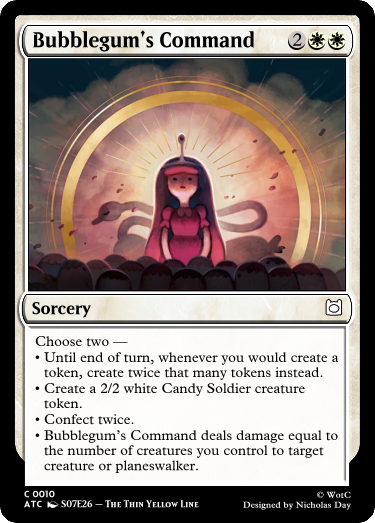 Bubblegum's Command 2
Sorcery
Choose two —
• Until end of turn, whenever you would create a
token, create twice that many tokens instead.
• Create a 2/2 white Candy Soldier creature
token.
• Confect twice.
• Bubblegum's Command deals damage equal to
the number of creatures you control to target
creature or planeswalker.
C 0010 © WotC
ATC S07E26 – The Thin Yellow Line Designed by Nicholas Day